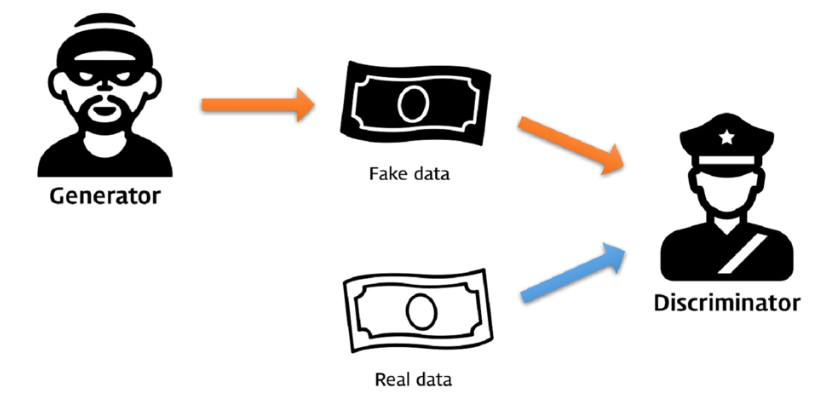 Generator
Fake data
Real data
Discriminator